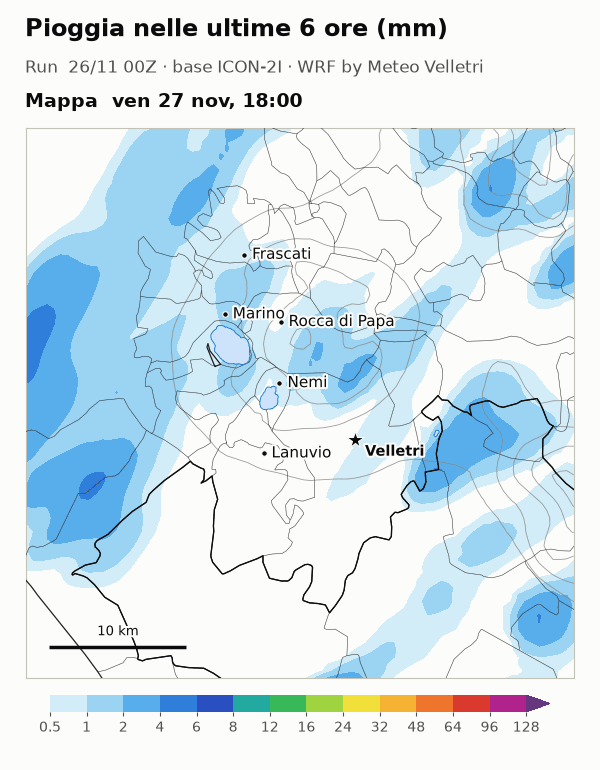 Pioggia nelle ultime 6 ore (mm)
Run  26/11 00Z · base ICON-2I · WRF by Meteo Velletri
Mappa  ven 27 nov, 18:00
Frascati
Marino
Rocca di Papa
Nemi
Velletri
Lanuvio
10 km
0.5 1 2 4 6 8 12 16 24 32 48 64 96 128